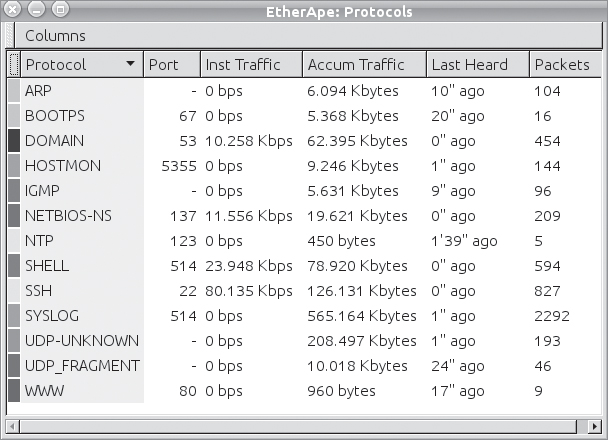 EtherApe: Protocols
Columns
Protocol Port Inst Traffic Accum Traffic Last Heard Packets
ARP - 0 bps 6.094 Kbytes 10" ago 104
BOOTPS 67 0 bps 5.368 Kbytes 20" ago 16
DOMAIN 53 10.258 Kbps 62.395 Kbytes 0" ago 454
HOSTMON 5355 0 bps 9.246 Kbytes 1" ago 144
IGMP - 0 bps 5.631 Kbytes 9" ago 96
NETBIOS-NS 137 11.556 Kbps 19.621 Kbytes 0" ago 209
NTP 123 0 bps 450 bytes 1'39" ago 5
SHELL 514 23.948 Kbps 78.920 Kbytes 0" ago 594
SSH 22 80.135 Kbps 126.131 Kbytes 0" ago 827
SYSLOG 514 0 bps 565.164 Kbytes 1" ago 2292
UDP-UNKNOWN - 0 bps 208.497 Kbytes 1" ago 193
UDP_FRAGMENT - 0 bps 10.018 Kbytes 24" ago 46
WWW 80 0 bps 960 bytes 17" ago 9